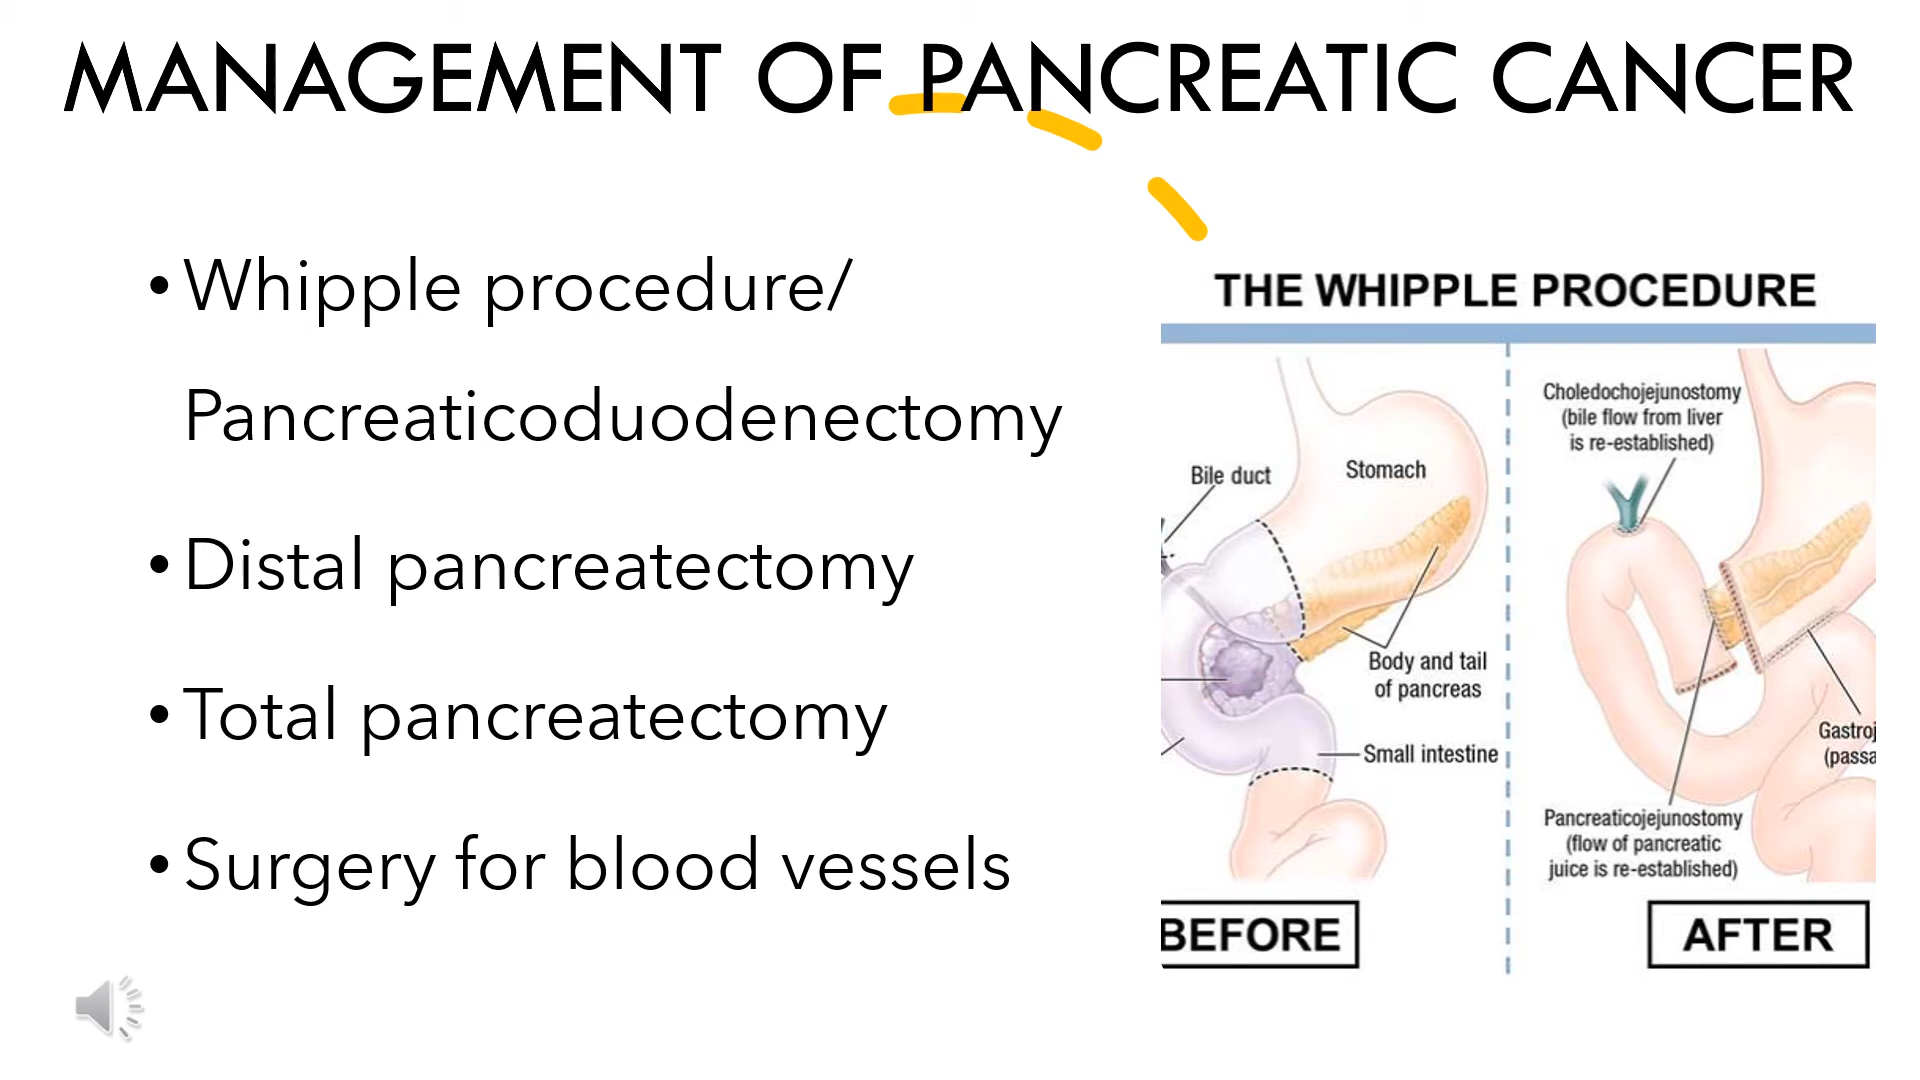 MANAGEMENT OF PANCREATIC CANCER
• Whipple procedure/
Pancreaticoduodenectomy
• Distal pancreatectomy
• Total pancreatectomy
• Surgery for blood vessels
THE WHIPPLE PROCEDURE
Bile duct
Stomach
Body and tail
of pancreas
Small intestine
BEFORE
Choledochojejunostomy
(bile flow from liver
is re-established)
Gastroj
(passa
Pancreaticojejunostomy
(flow of pancreatic
juice is re-established)
AFTER